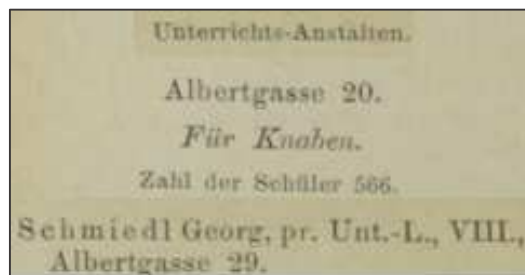 Unterrichts-Anstalten.
Albertgasse 20.
Für Knaben.
Zahl der Schüler 566.
Schmiedl Georg, pr. Unt.-L., VIII.,
Albertgasse 29.